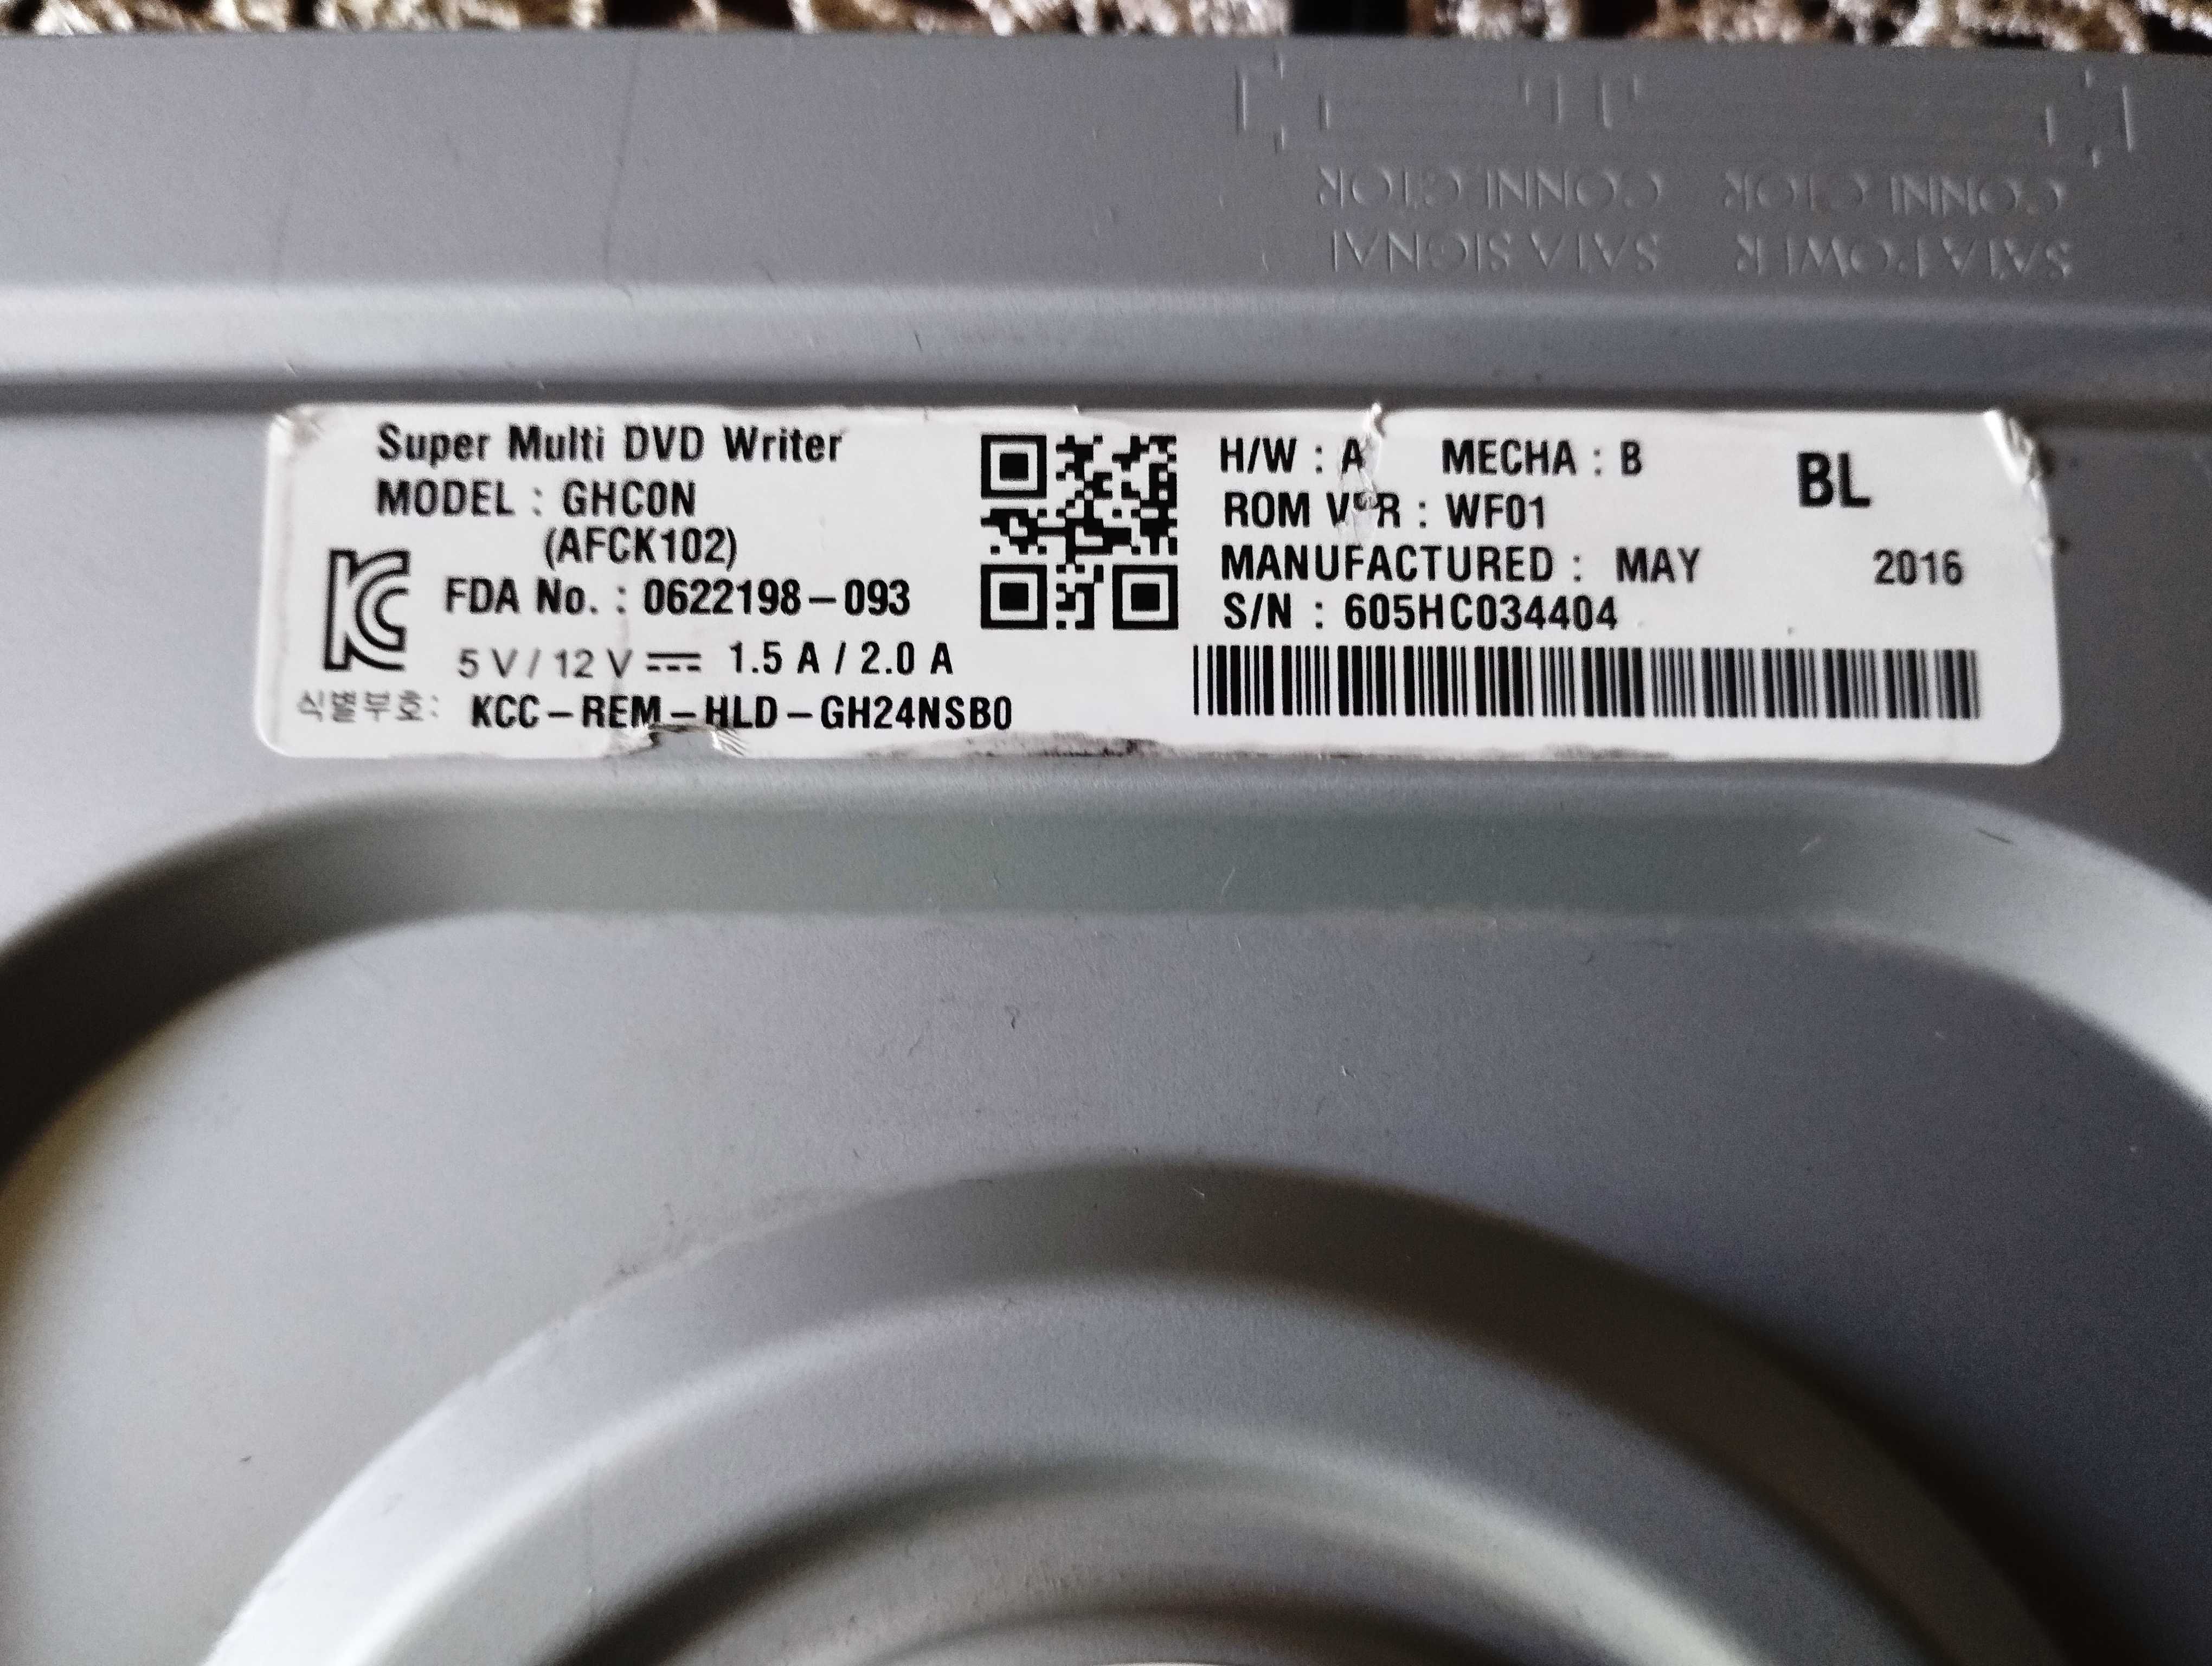 SATA POWER CONNECTOR
SATA SIGNAL CONNECTOR
Super Multi DVD Writer
MODEL : GHC0N
(AFCK102)
FDA No. : 0622198-093
5 V / 12 V ⎓ 1.5 A / 2.0 A
식별부호: KCC-REM-HLD-GH24NSB0
H/W : A MECHA : B BL
ROM VER : WF01
MANUFACTURED : MAY 2016
S/N : 605HC034404